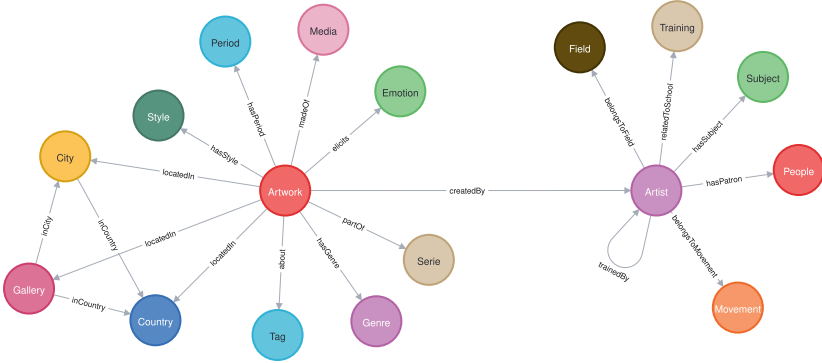 Period
Media
Field
Training
Style
Emotion
Subject
City
hasPeriod
madeOf
elicits
hasStyle
belongsToField
relatedToSchool
hasSubject
locatedIn
Artwork
createdBy
Artist
hasPatron
People
inCity
inCountry
locatedIn
locatedIn
about
hasGenre
partOf
Serie
trainedBy
belongsToMovement
Gallery
inCountry
Country
Tag
Genre
Movement